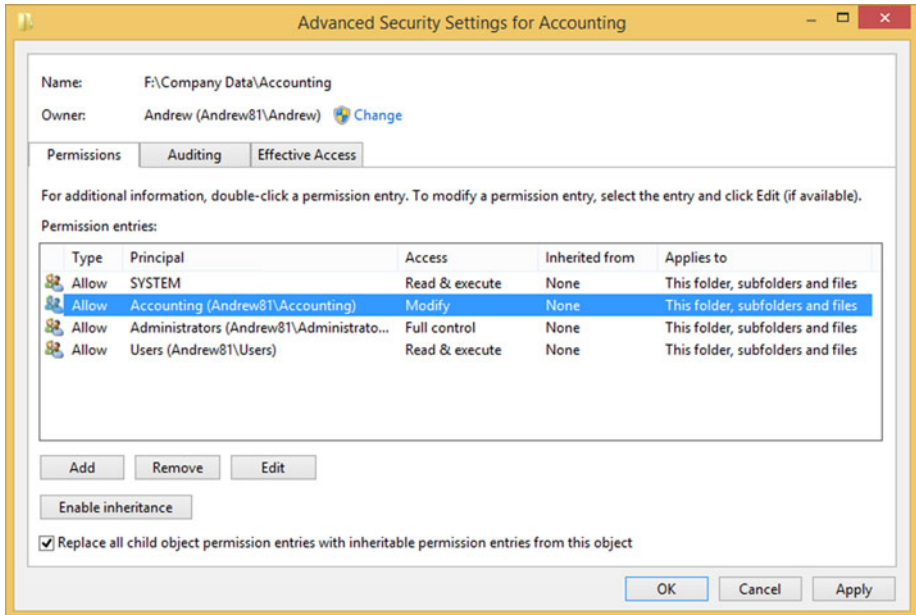 Advanced Security Settings for Accounting
Name: F:\Company Data\Accounting
Owner: Andrew (Andrew81\Andrew) Change
Permissions Auditing Effective Access
For additional information, double-click a permission entry. To modify a permission entry, select the entry and click Edit (if available).
Permission entries:
Type Principal Access Inherited from Applies to
Allow SYSTEM Read & execute None This folder, subfolders and files
Allow Accounting (Andrew81\Accounting) Modify None This folder, subfolders and files
Allow Administrators (Andrew81\Administrato... Full control None This folder, subfolders and files
Allow Users (Andrew81\Users) Read & execute None This folder, subfolders and files
Add Remove Edit
Enable inheritance
Replace all child object permission entries with inheritable permission entries from this object
OK Cancel Apply